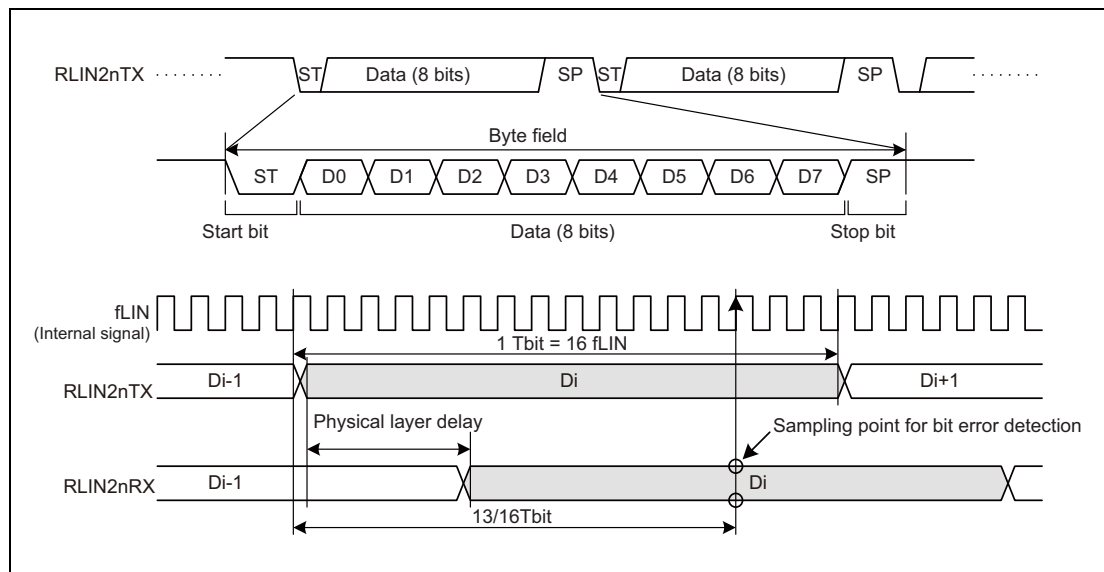 RLIN2nTX ST Data (8 bits) SP ST Data (8 bits) SP
Byte field
ST D0 D1 D2 D3 D4 D5 D6 D7 SP
Start bit Data (8 bits) Stop bit
fLIN
(Internal signal)
1 Tbit = 16 fLIN
RLIN2nTX Di-1 Di Di+1
Physical layer delay
Sampling point for bit error detection
RLIN2nRX Di-1 Di
13/16Tbit